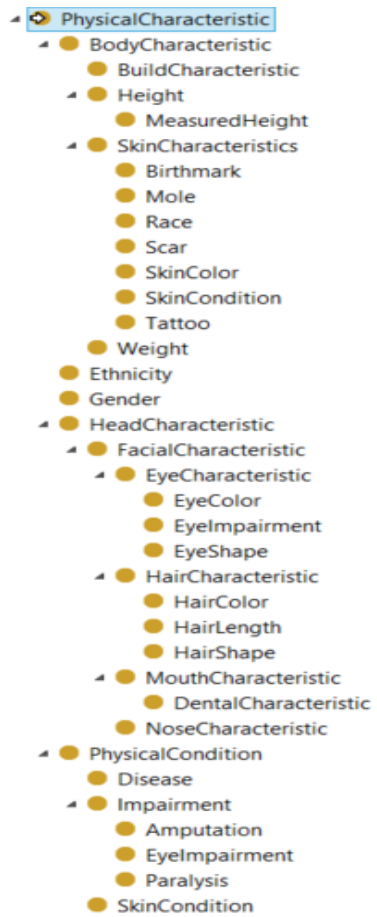 PhysicalCharacteristic
BodyCharacteristic
BuildCharacteristic
Height
MeasuredHeight
SkinCharacteristics
Birthmark
Mole
Race
Scar
SkinColor
SkinCondition
Tattoo
Weight
Ethnicity
Gender
HeadCharacteristic
FacialCharacteristic
EyeCharacteristic
EyeColor
EyeImpairment
EyeShape
HairCharacteristic
HairColor
HairLength
HairShape
MouthCharacteristic
DentalCharacteristic
NoseCharacteristic
PhysicalCondition
Disease
Impairment
Amputation
EyeImpairment
Paralysis
SkinCondition